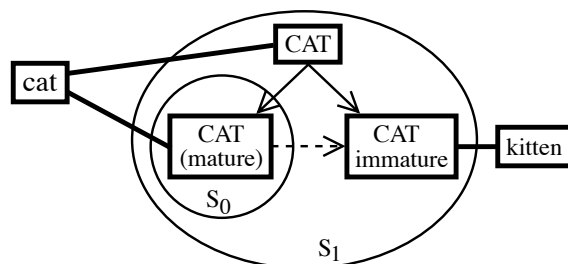 CAT
cat
CAT
(mature)
CAT
immature
kitten
S0
S1